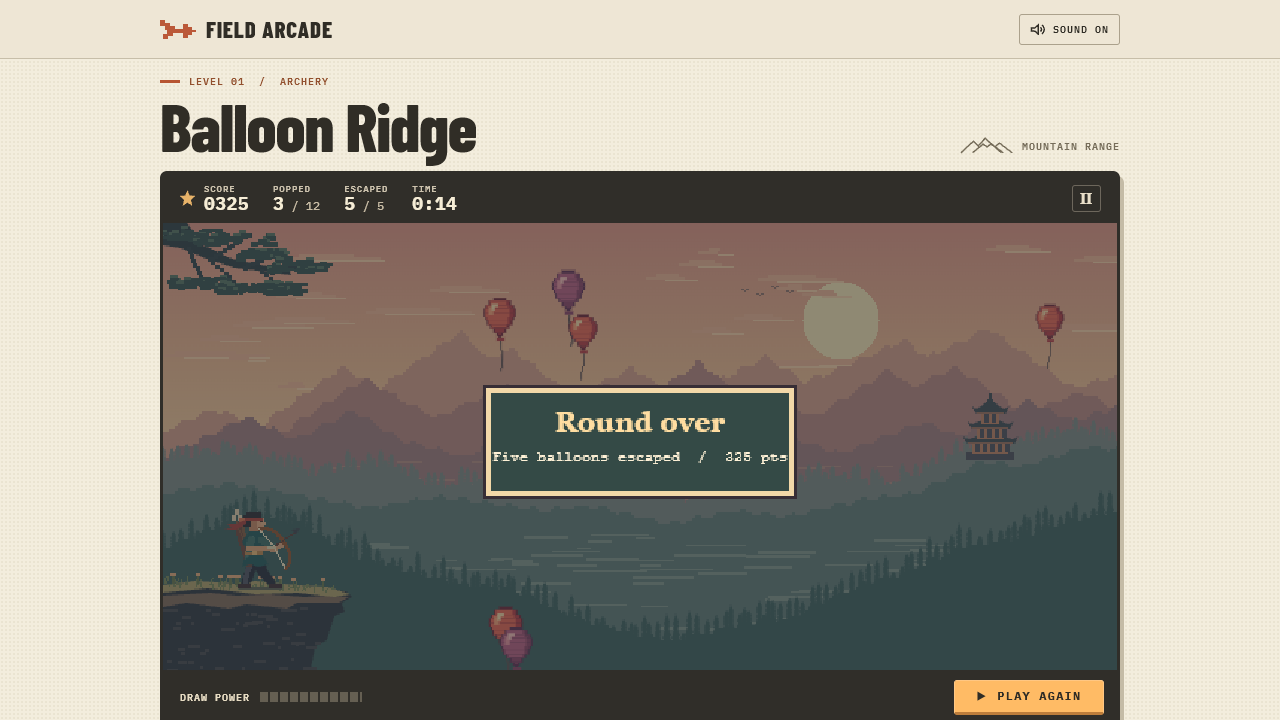 FIELD ARCADE
SOUND ON
LEVEL 01 / ARCHERY
Balloon Ridge
MOUNTAIN RANGE
SCORE
0325
POPPED
3 / 12
ESCAPED
5 / 5
TIME
0:14
Round over
Five balloons escaped / 325 pts
DRAW POWER
PLAY AGAIN